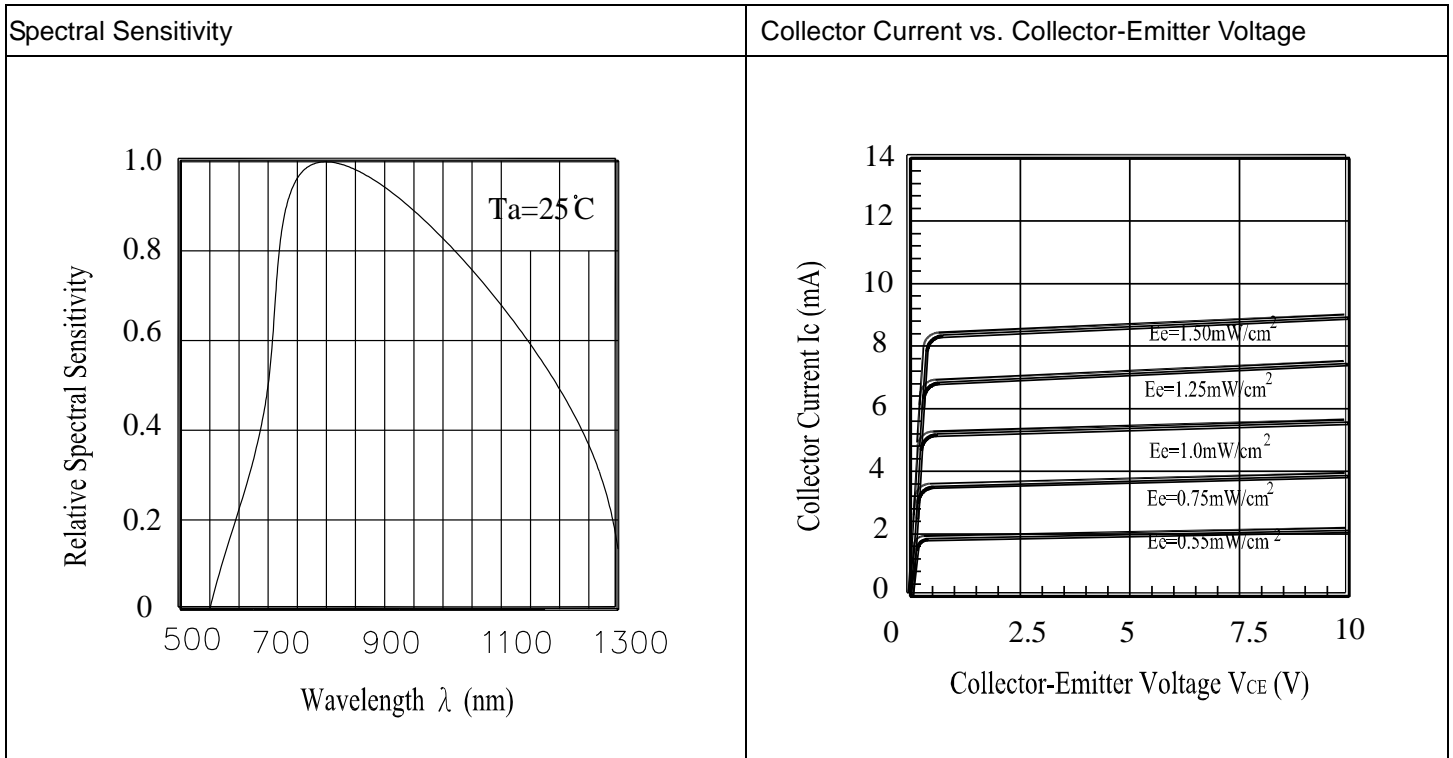 Spectral Sensitivity
Collector Current vs. Collector-Emitter Voltage
1.0
0.8
0.6
0.4
0.2
0
Ta=25℃
Relative Spectral Sensitivity
500 700 900 1100 1300
Wavelength λ (nm)
14
12
10
8
6
4
2
0
Collector Current Ic (mA)
Ee=1.50mW/cm²
Ee=1.25mW/cm²
Ee=1.0mW/cm²
Ee=0.75mW/cm²
Ee=0.55mW/cm²
0 2.5 5 7.5 10
Collector-Emitter Voltage VCE (V)